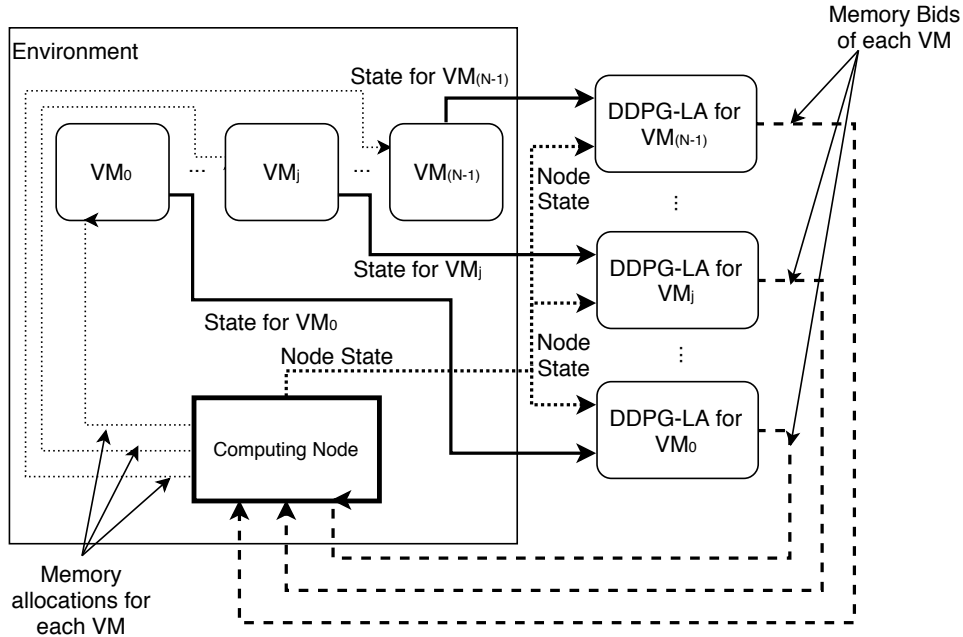 Environment
Memory Bids
of each VM
State for VM(N-1)
DDPG-LA for
VM(N-1)
VM0
...
VMj
...
VM(N-1)
Node
State
...
State for VMj
DDPG-LA for
VMj
State for VM0
Node State
Node
State
...
DDPG-LA for
VM0
Computing Node
Memory
allocations for
each VM